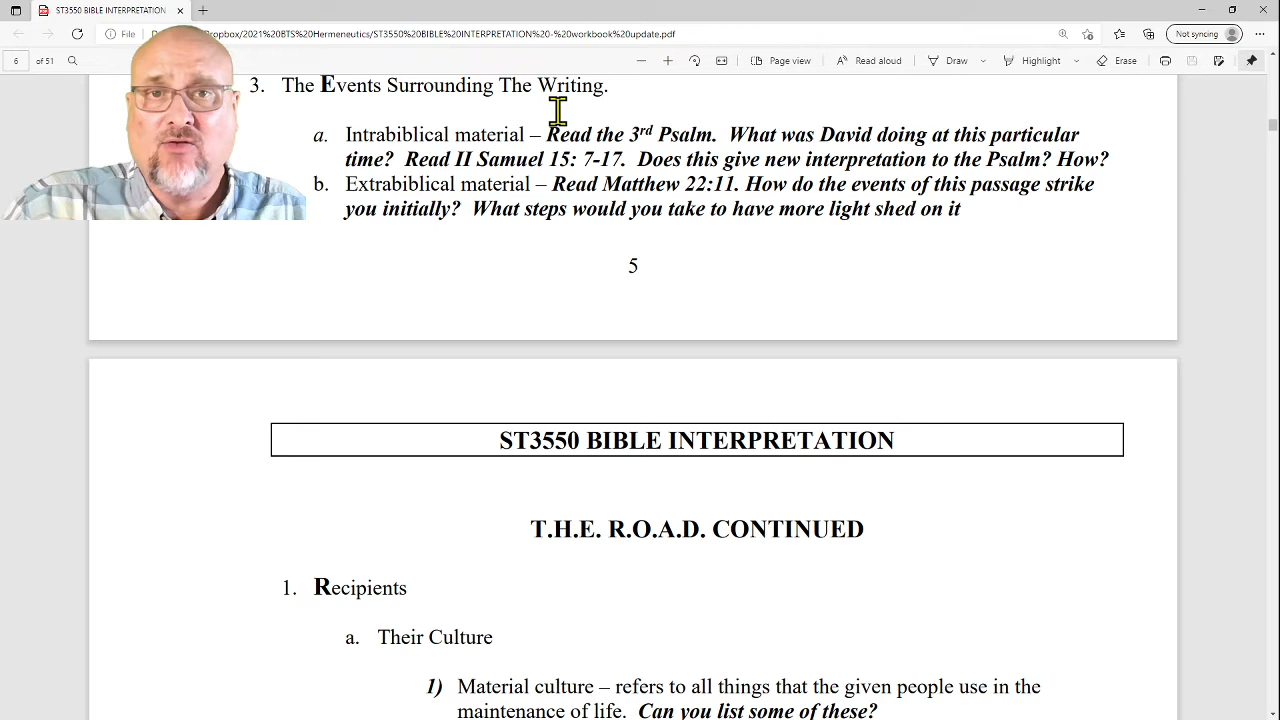 ST3550 BIBLE INTERPRETATION
File
ropbox/2021%20BTS%20Hermeneutics/ST3550%20BIBLE%20INTERPRETATION%20-%20workbook%20update.pdf
Not syncing
6 of 51
Page view
Read aloud
Draw
Highlight
Erase
3. The Events Surrounding The Writing.
a. Intrabiblical material – Read the 3rd Psalm. What was David doing at this particular
time? Read II Samuel 15: 7-17. Does this give new interpretation to the Psalm? How?
b. Extrabiblical material – Read Matthew 22:11. How do the events of this passage strike
you initially? What steps would you take to have more light shed on it
5
ST3550 BIBLE INTERPRETATION
T.H.E. R.O.A.D. CONTINUED
1. Recipients
a. Their Culture
1) Material culture – refers to all things that the given people use in the
maintenance of life. Can you list some of these?